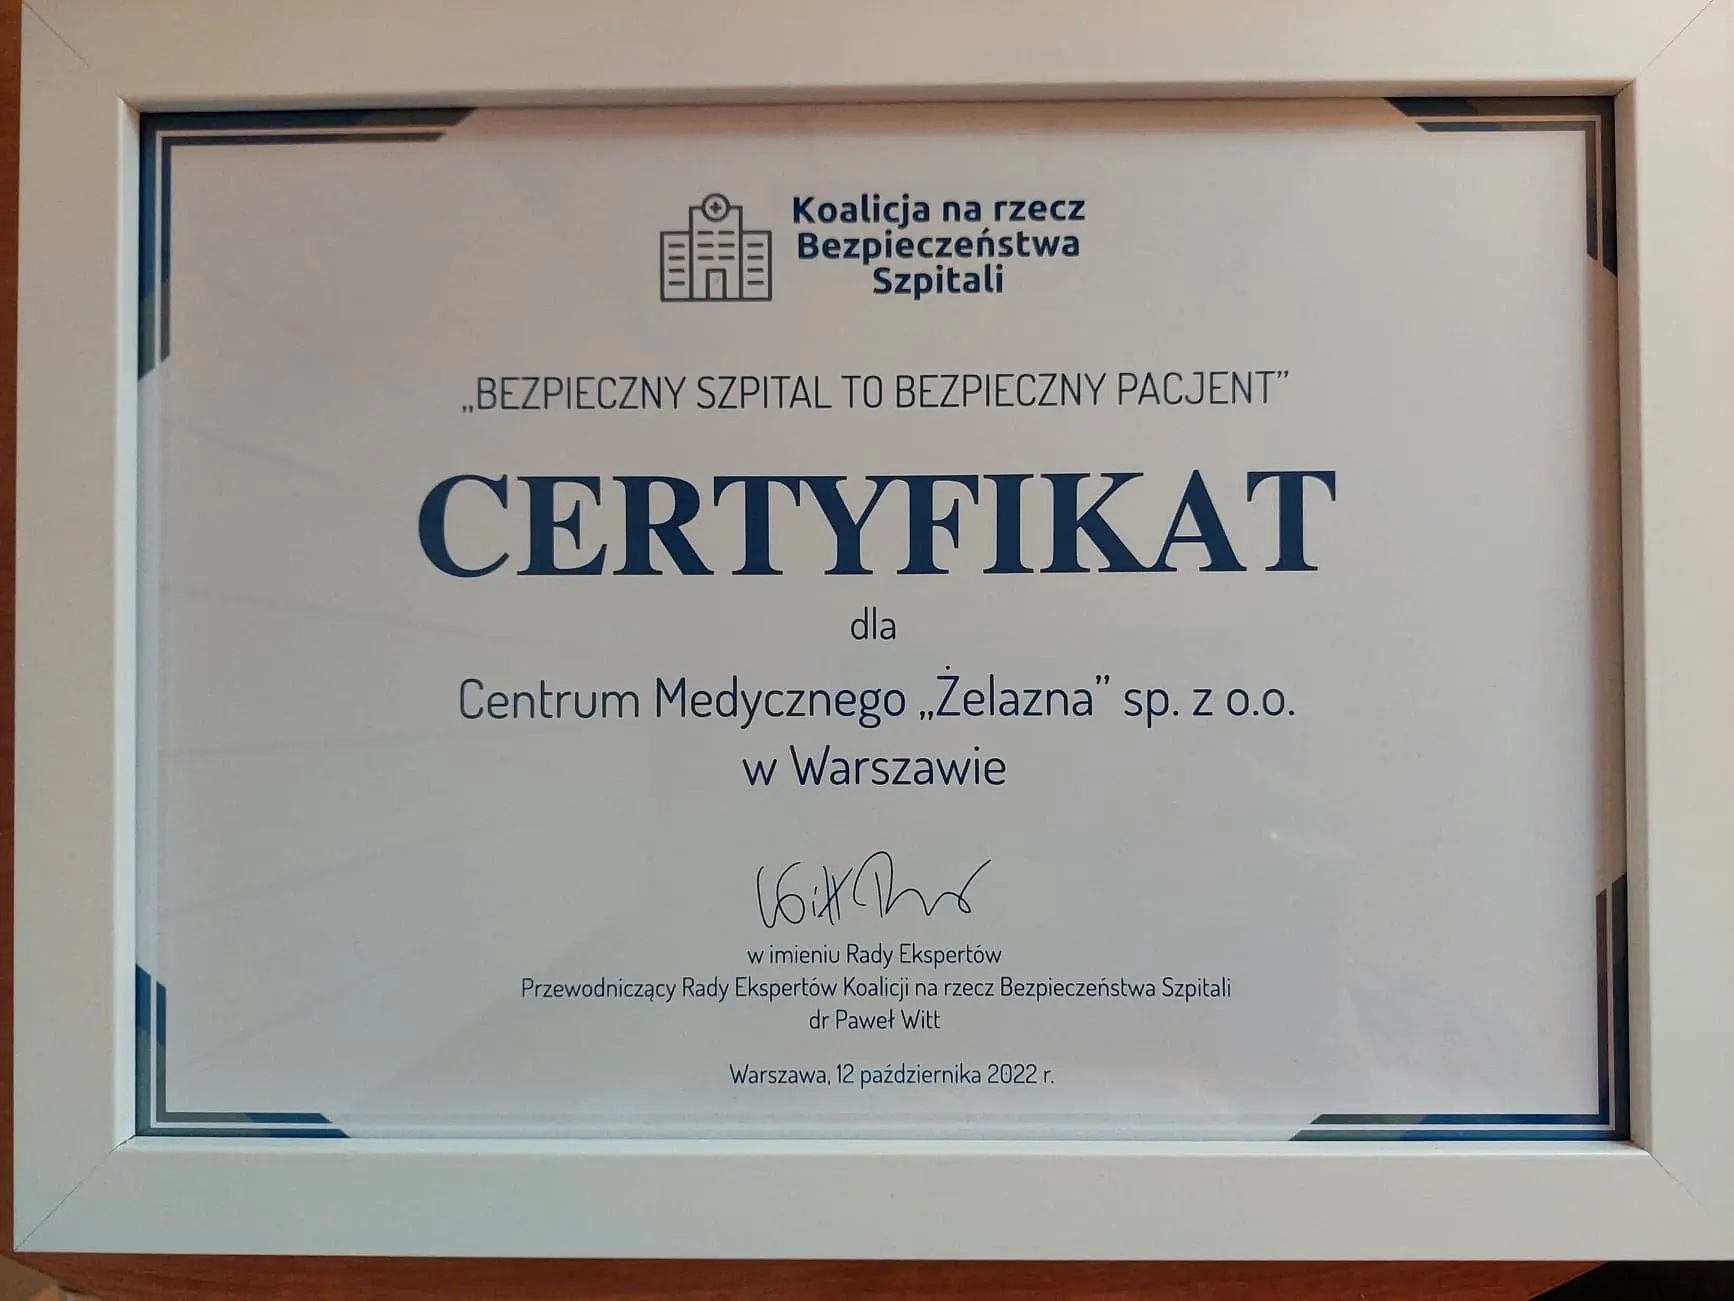 Koalicja na rzecz
Bezpieczeństwa
Szpitali
„BEZPIECZNY SZPITAL TO BEZPIECZNY PACJENT”
CERTYFIKAT
dla
Centrum Medycznego „Żelazna” sp. z o.o.
w Warszawie
Witt
w imieniu Rady Ekspertów
Przewodniczący Rady Ekspertów Koalicji na rzecz Bezpieczeństwa Szpitali
dr Paweł Witt
Warszawa, 12 października 2022 r.